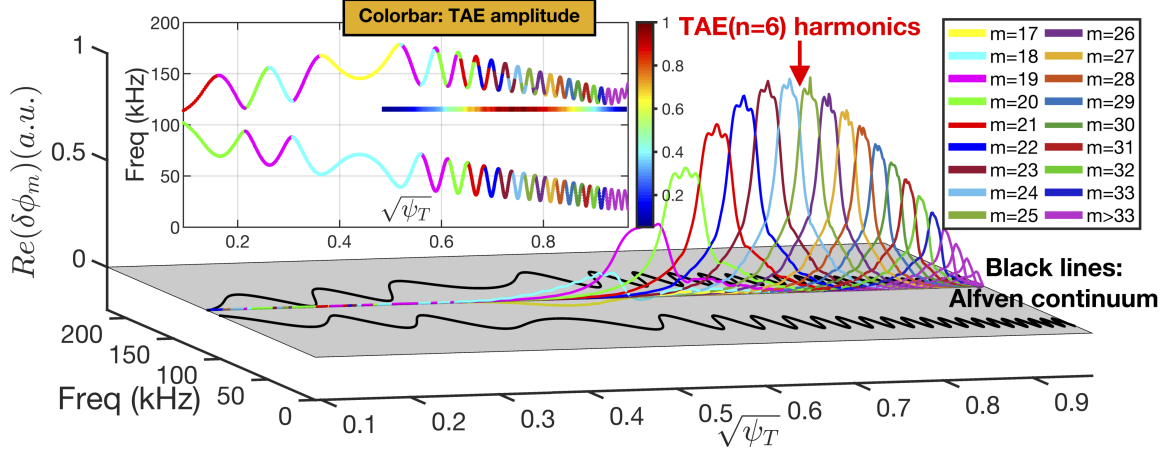 Colorbar: TAE amplitude
TAE(n=6) harmonics
200
150
100
50
0
Freq (kHz)
0.2
0.4
0.6
0.8
√ψ_T
1
0.8
0.6
0.4
0.2
m=17
m=18
m=19
m=20
m=21
m=22
m=23
m=24
m=25
m=26
m=27
m=28
m=29
m=30
m=31
m=32
m=33
m>33
1
0.5
0
Re(δϕ_m)(a.u.)
Black lines:
Alfven continuum
200
150
100
50
0
Freq (kHz)
0.1
0.2
0.3
0.4
0.5
0.6
0.7
0.8
0.9
√ψ_T